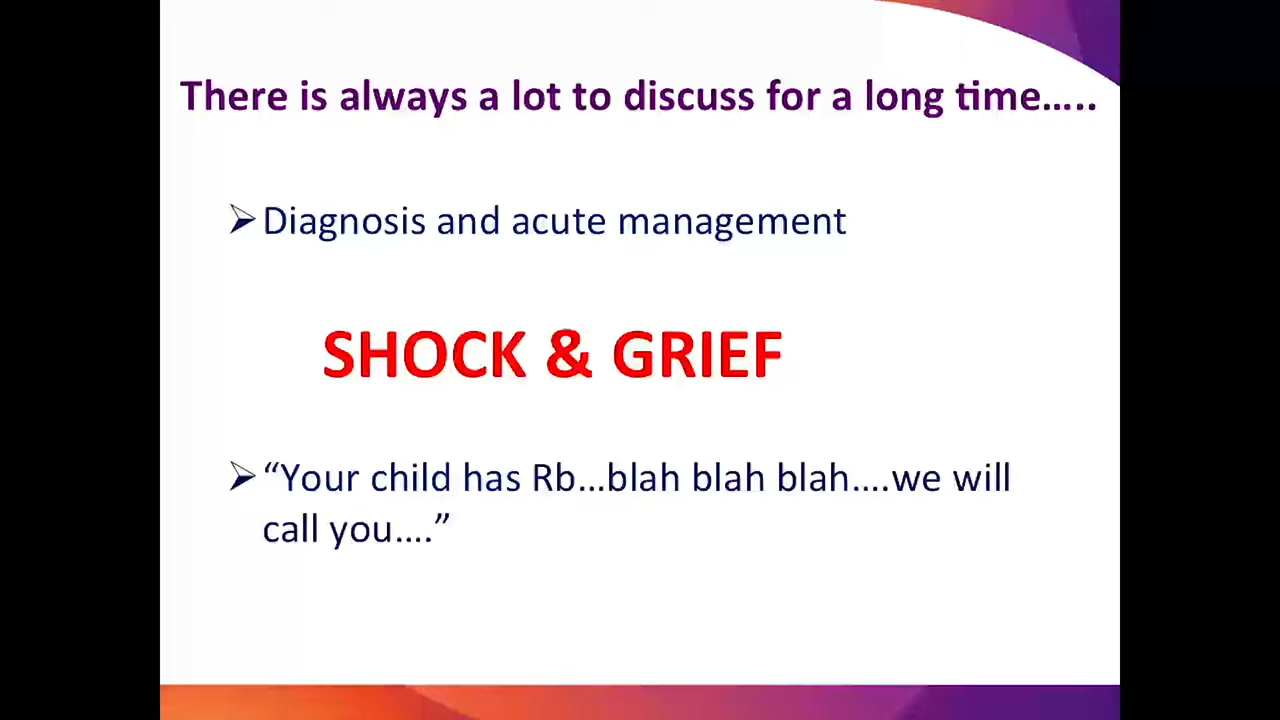 There is always a lot to discuss for a long time…..
➢Diagnosis and acute management
SHOCK & GRIEF
➢“Your child has Rb…blah blah blah….we will
call you….”